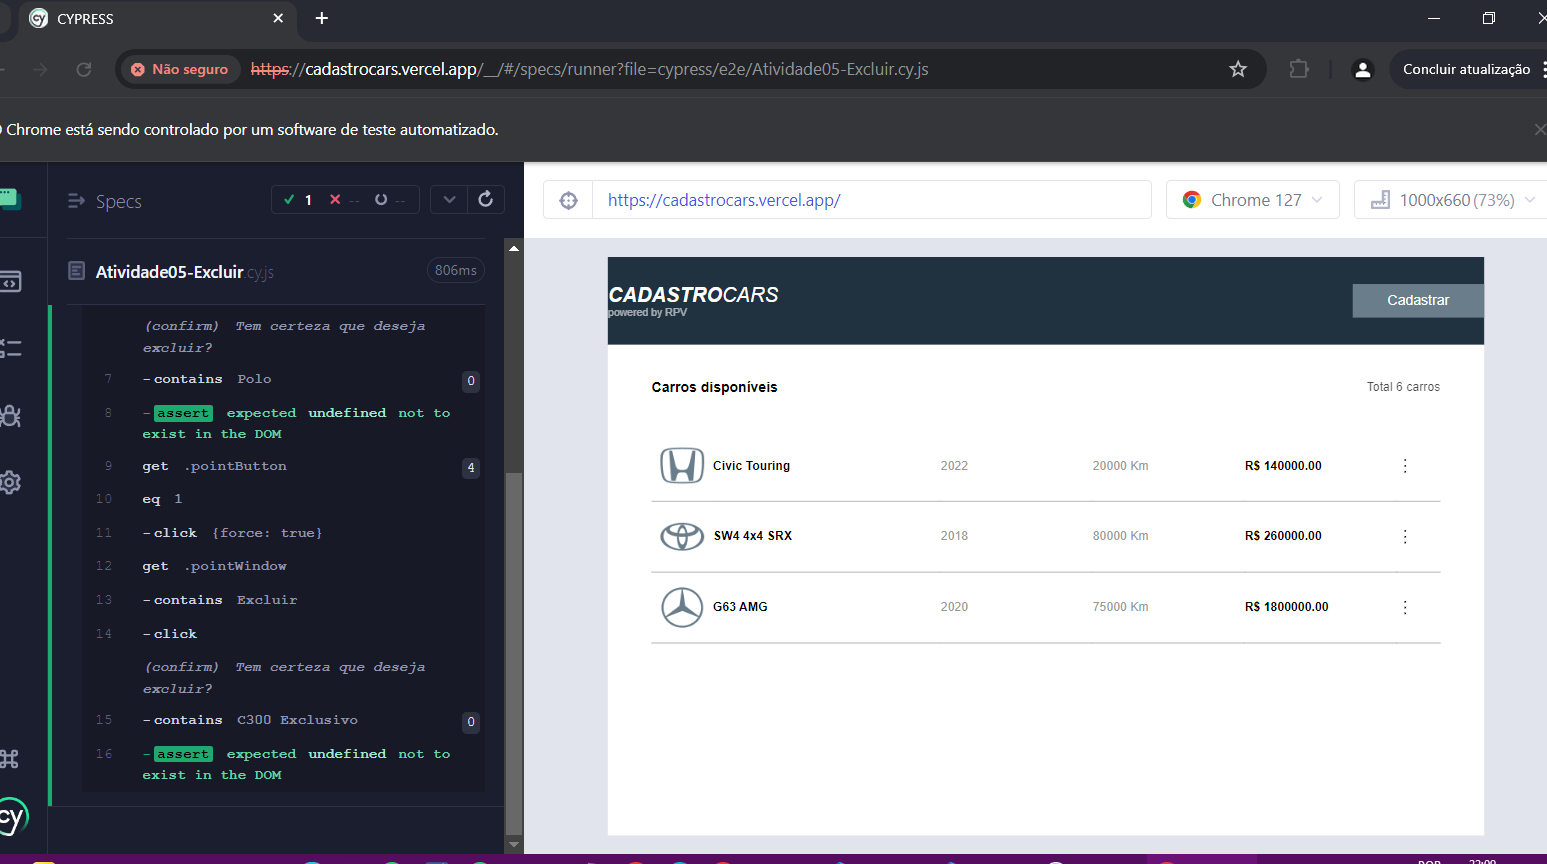 CYPRESS
Não seguro
https://cadastrocars.vercel.app/__/#/specs/runner?file=cypress/e2e/Atividade05-Excluir.cy.js
Concluir atualização
Chrome está sendo controlado por um software de teste automatizado.
Specs
1 -- --
https://cadastrocars.vercel.app/
Chrome 127
1000x660 (73%)
Atividade05-Excluir.cy.js
806ms
(confirm) Tem certeza que deseja
excluir?
7 -contains Polo 0
8 -assert expected undefined not to
exist in the DOM
9 get .pointButton 4
10 eq 1
11 -click {force: true}
12 get .pointWindow
13 -contains Excluir
14 -click
(confirm) Tem certeza que deseja
excluir?
15 -contains C300 Exclusivo 0
16 -assert expected undefined not to
exist in the DOM
cy
CADASTROCARS
powered by RPV
Cadastrar
Carros disponíveis
Total 6 carros
Civic Touring 2022 20000 Km R$ 140000.00
SW4 4x4 SRX 2018 80000 Km R$ 260000.00
G63 AMG 2020 75000 Km R$ 1800000.00